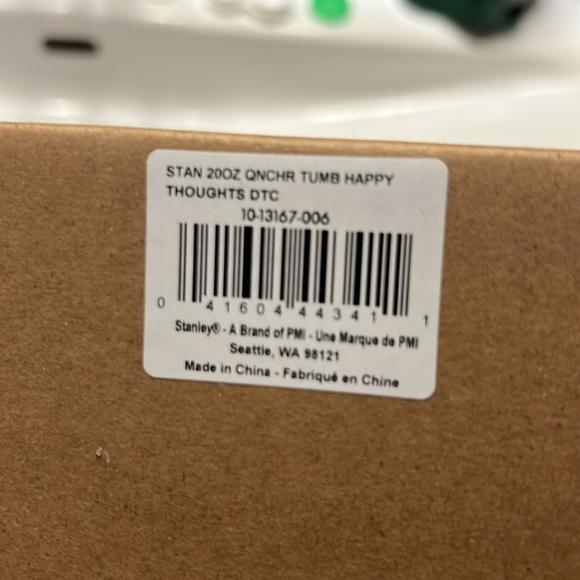 STAN 20OZ QNCHR TUMB HAPPY
THOUGHTS DTC
10-13167-006
0 41604 44341 1
Stanley® - A Brand of PMI - Une Marque de PMI
Seattle, WA 98121
Made in China - Fabriqué en Chine